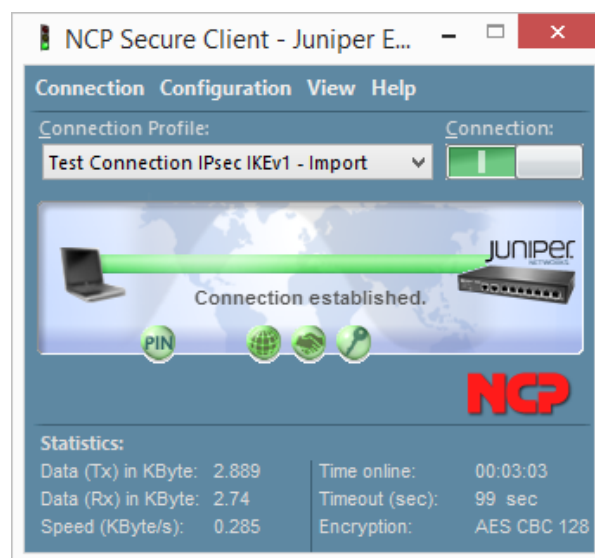 NCP Secure Client - Juniper E...
Connection Configuration View Help
Connection Profile:
Connection:
Test Connection IPsec IKEv1 - Import
JUNIPER
NETWORKS
Connection established.
PIN
NCP
Statistics:
Data (Tx) in KByte: 2.889
Time online: 00:03:03
Data (Rx) in KByte: 2.74
Timeout (sec): 99 sec
Speed (KByte/s): 0.285
Encryption: AES CBC 128